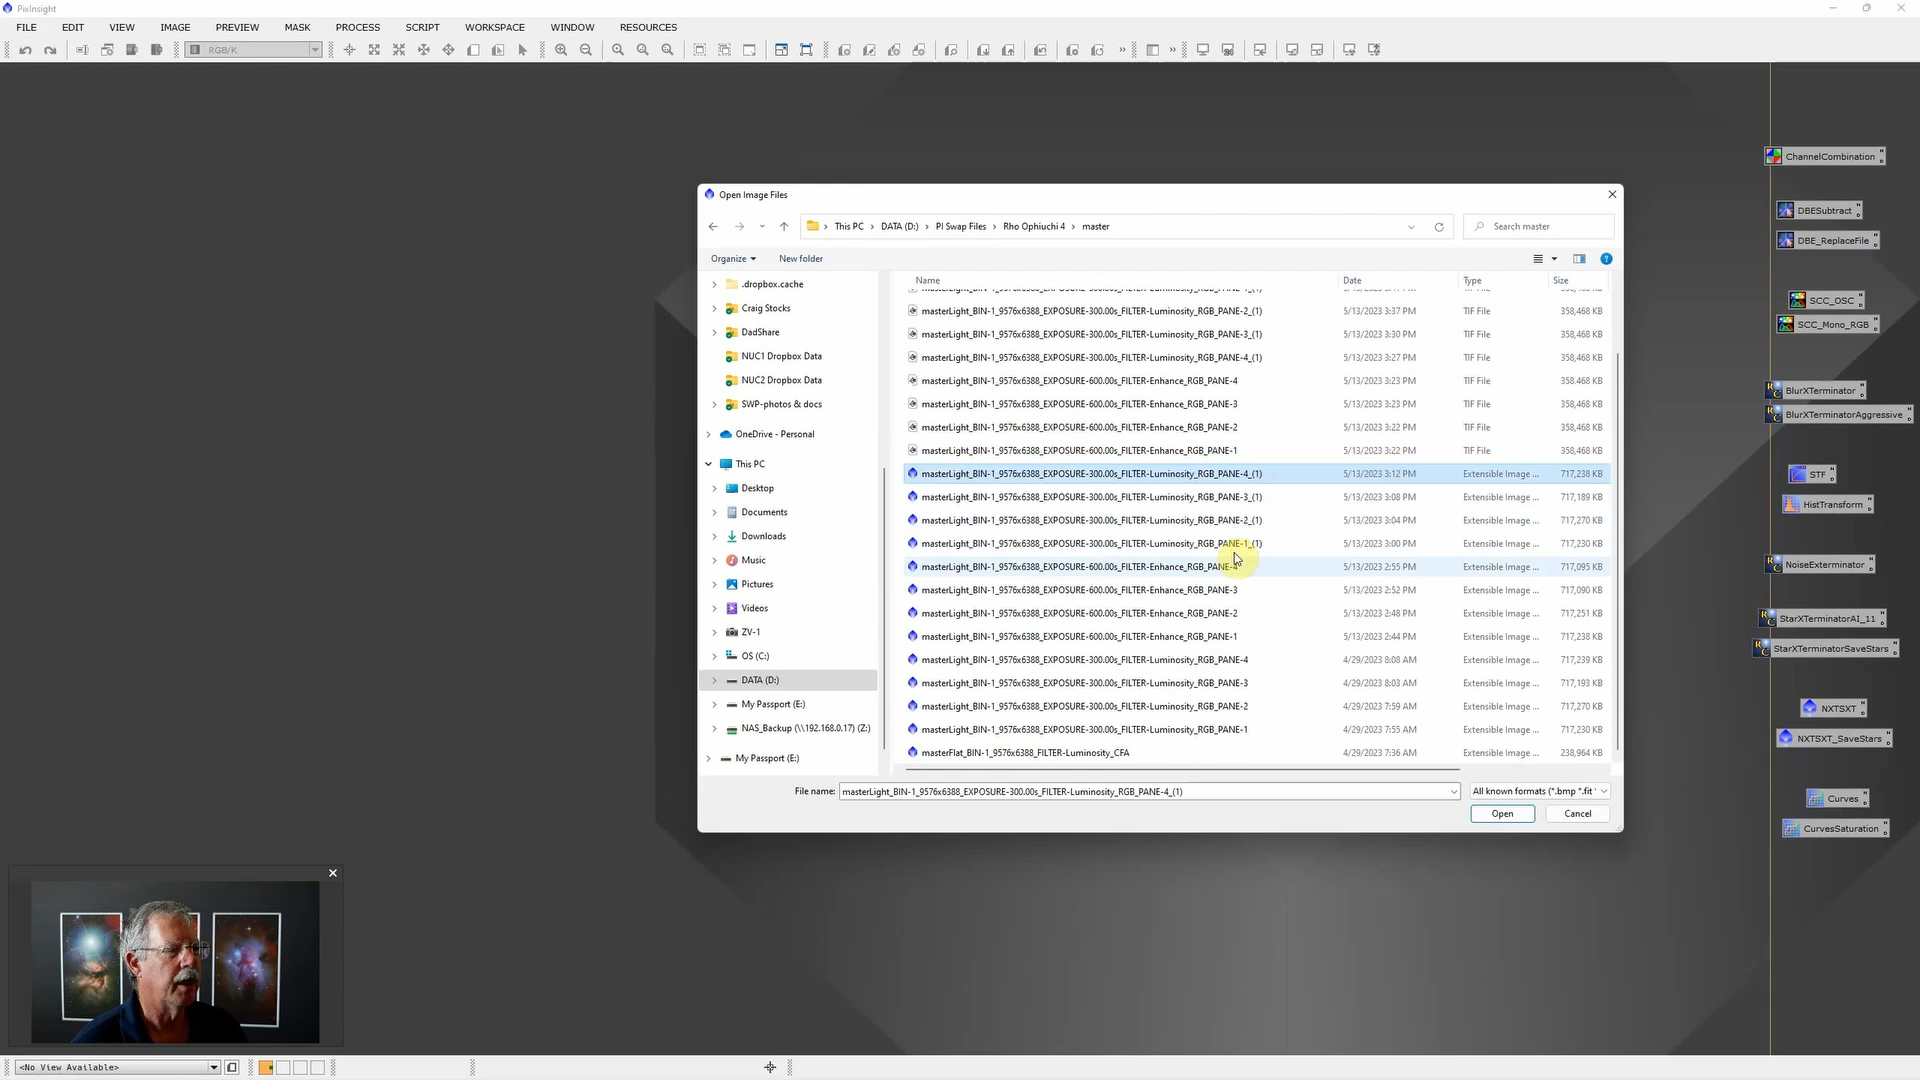 PixInsight
FILE EDIT VIEW IMAGE PREVIEW MASK PROCESS SCRIPT WORKSPACE WINDOW RESOURCES
RGB/K
Open Image Files
This PC > DATA (D:) > PI Swap Files > Rho Ophiuchi 4 > master
Search master
Organize New folder
Name Date Type Size
masterLight_BIN-1_9576x6388_EXPOSURE-300.00s_FILTER-Luminosity_RGB_PANE-2_(1) 5/13/2023 3:37 PM TIF File 358,468 KB
masterLight_BIN-1_9576x6388_EXPOSURE-300.00s_FILTER-Luminosity_RGB_PANE-3_(1) 5/13/2023 3:30 PM TIF File 358,468 KB
masterLight_BIN-1_9576x6388_EXPOSURE-300.00s_FILTER-Luminosity_RGB_PANE-4_(1) 5/13/2023 3:27 PM TIF File 358,468 KB
masterLight_BIN-1_9576x6388_EXPOSURE-600.00s_FILTER-Enhance_RGB_PANE-4 5/13/2023 3:23 PM TIF File 358,468 KB
masterLight_BIN-1_9576x6388_EXPOSURE-600.00s_FILTER-Enhance_RGB_PANE-3 5/13/2023 3:23 PM TIF File 358,468 KB
masterLight_BIN-1_9576x6388_EXPOSURE-600.00s_FILTER-Enhance_RGB_PANE-2 5/13/2023 3:22 PM TIF File 358,468 KB
masterLight_BIN-1_9576x6388_EXPOSURE-600.00s_FILTER-Enhance_RGB_PANE-1 5/13/2023 3:22 PM TIF File 358,468 KB
masterLight_BIN-1_9576x6388_EXPOSURE-300.00s_FILTER-Luminosity_RGB_PANE-4_(1) 5/13/2023 3:12 PM Extensible Image ... 717,238 KB
masterLight_BIN-1_9576x6388_EXPOSURE-300.00s_FILTER-Luminosity_RGB_PANE-3_(1) 5/13/2023 3:08 PM Extensible Image ... 717,189 KB
masterLight_BIN-1_9576x6388_EXPOSURE-300.00s_FILTER-Luminosity_RGB_PANE-2_(1) 5/13/2023 3:04 PM Extensible Image ... 717,270 KB
masterLight_BIN-1_9576x6388_EXPOSURE-300.00s_FILTER-Luminosity_RGB_PANE-1_(1) 5/13/2023 3:00 PM Extensible Image ... 717,230 KB
masterLight_BIN-1_9576x6388_EXPOSURE-600.00s_FILTER-Enhance_RGB_PANE-4 5/13/2023 2:55 PM Extensible Image ... 717,095 KB
masterLight_BIN-1_9576x6388_EXPOSURE-600.00s_FILTER-Enhance_RGB_PANE-3 5/13/2023 2:52 PM Extensible Image ... 717,090 KB
masterLight_BIN-1_9576x6388_EXPOSURE-600.00s_FILTER-Enhance_RGB_PANE-2 5/13/2023 2:48 PM Extensible Image ... 717,251 KB
masterLight_BIN-1_9576x6388_EXPOSURE-600.00s_FILTER-Enhance_RGB_PANE-1 5/13/2023 2:44 PM Extensible Image ... 717,238 KB
masterLight_BIN-1_9576x6388_EXPOSURE-300.00s_FILTER-Luminosity_RGB_PANE-4 4/29/2023 8:08 AM Extensible Image ... 717,239 KB
masterLight_BIN-1_9576x6388_EXPOSURE-300.00s_FILTER-Luminosity_RGB_PANE-3 4/29/2023 8:03 AM Extensible Image ... 717,193 KB
masterLight_BIN-1_9576x6388_EXPOSURE-300.00s_FILTER-Luminosity_RGB_PANE-2 4/29/2023 7:59 AM Extensible Image ... 717,270 KB
masterLight_BIN-1_9576x6388_EXPOSURE-300.00s_FILTER-Luminosity_RGB_PANE-1 4/29/2023 7:55 AM Extensible Image ... 717,230 KB
masterFlat_BIN-1_9576x6388_FILTER-Luminosity_CFA 4/29/2023 7:36 AM Extensible Image ... 238,964 KB
.dropbox.cache
Craig Stocks
DadShare
NUC1 Dropbox Data
NUC2 Dropbox Data
SWP-photos & docs
OneDrive - Personal
This PC
Desktop
Documents
Downloads
Music
Pictures
Videos
ZV-1
OS (C:)
DATA (D:)
My Passport (E:)
NAS_Backup (\\192.168.0.17) (Z:)
My Passport (E:)
File name: masterLight_BIN-1_9576x6388_EXPOSURE-300.00s_FILTER-Luminosity_RGB_PANE-4_(1) All known formats (*.bmp *.fit
Open Cancel
ChannelCombination
DBESubtract
DBE_ReplaceFile
SCC_OSC
SCC_Mono_RGB
BlurXTerminator
BlurXTerminatorAggressive
STF
HistTransform
NoiseExterminator
StarXTerminatorAI_11
StarXTerminatorSaveStars
NXTSXT
NXTSXT_SaveStars
Curves
CurvesSaturation
<No View Available>